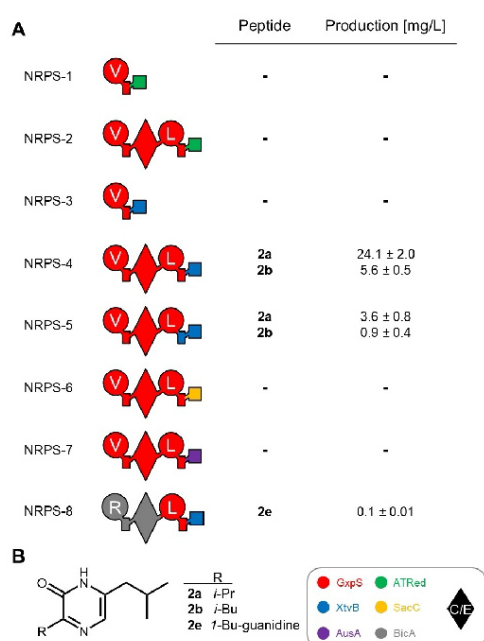 A
Peptide Production [mg/L]
NRPS-1 V - -
NRPS-2 V L - -
NRPS-3 V - -
NRPS-4 V L 2a 24.1 ± 2.0
2b 5.6 ± 0.5
NRPS-5 V L 2a 3.6 ± 0.8
2b 0.9 ± 0.4
NRPS-6 V L - -
NRPS-7 V L - -
NRPS-8 R L 2e 0.1 ± 0.01
B
H
O N
R N
R
2a i-Pr
2b i-Bu
2e 1-Bu-guanidine
GxpS ATRed
XtvB SacC
AusA BicA
C/E